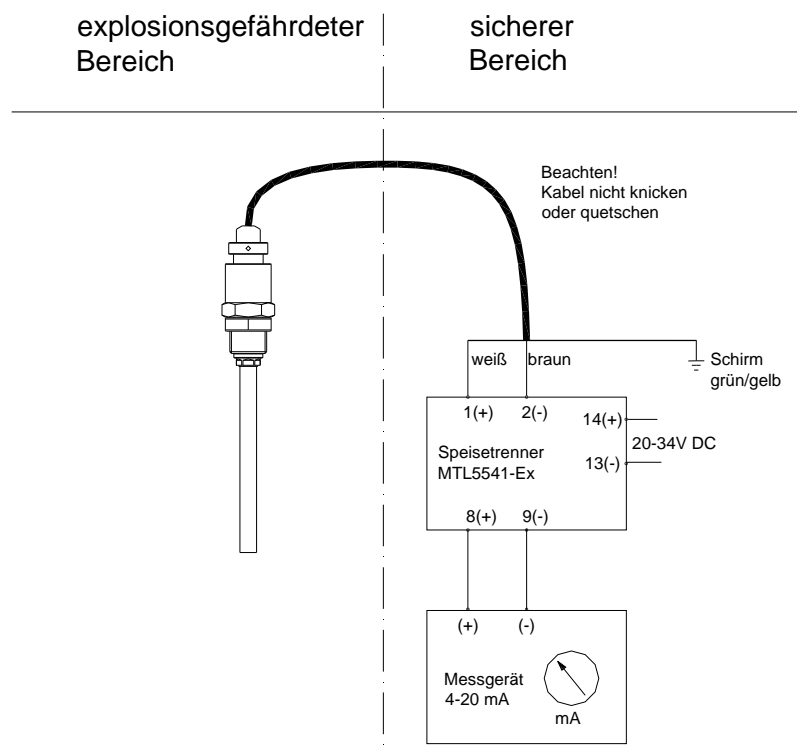 explosionsgefährdeter
Bereich
sicherer
Bereich
Beachten!
Kabel nicht knicken
oder quetschen
weiß
braun
Schirm
grün/gelb
1(+)
2(-)
14(+)
20-34V DC
13(-)
Speisetrenner
MTL5541-Ex
8(+)
9(-)
(+)
(-)
Messgerät
4-20 mA
mA